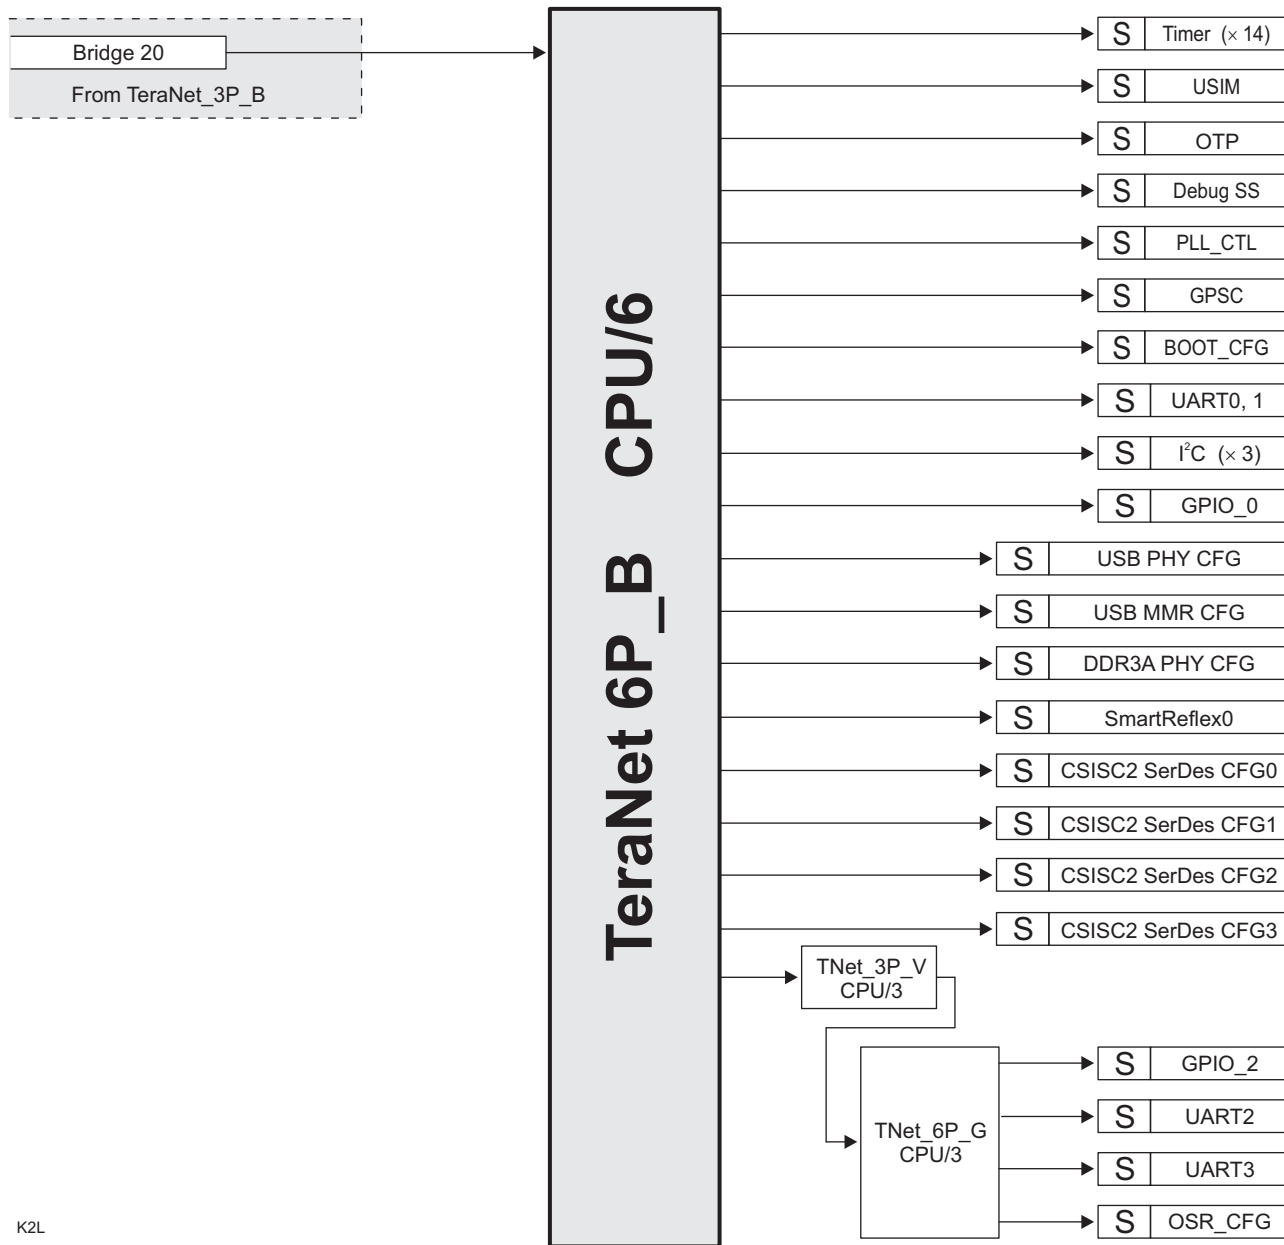 Bridge 20
From TeraNet_3P_B
TeraNet 6P_B CPU/6
S Timer (× 14)
S USIM
S OTP
S Debug SS
S PLL_CTL
S GPSC
S BOOT_CFG
S UART0, 1
S I²C (× 3)
S GPIO_0
S USB PHY CFG
S USB MMR CFG
S DDR3A PHY CFG
S SmartReflex0
S CSISC2 SerDes CFG0
S CSISC2 SerDes CFG1
S CSISC2 SerDes CFG2
S CSISC2 SerDes CFG3
TNet_3P_V
CPU/3
TNet_6P_G
CPU/3
S GPIO_2
S UART2
S UART3
S OSR_CFG
K2L